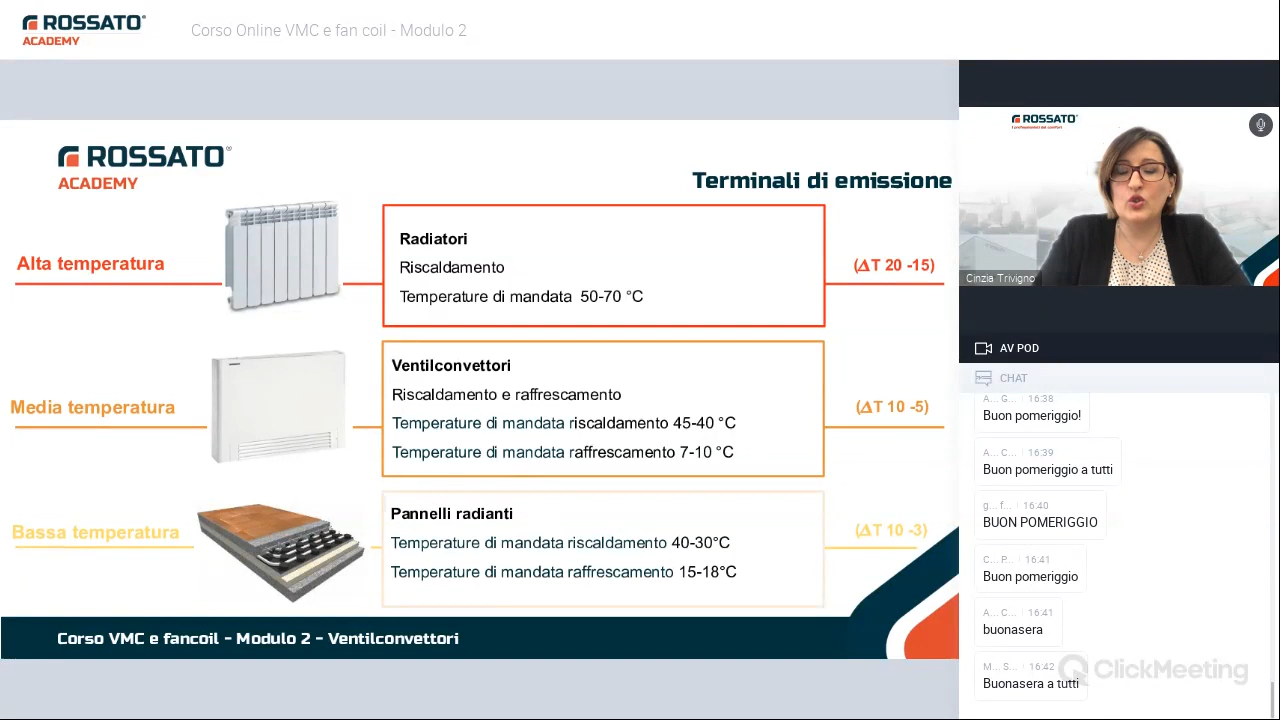 ROSSATO®
ACADEMY
Corso Online VMC e fan coil - Modulo 2
ROSSATO®
ACADEMY
Terminali di emissione
Alta temperatura
Radiatori
Riscaldamento
Temperature di mandata 50-70 °C
(ΔT 20 -15)
Media temperatura
Ventilconvettori
Riscaldamento e raffrescamento
Temperature di mandata riscaldamento 45-40 °C
Temperature di mandata raffrescamento 7-10 °C
(ΔT 10 -5)
Bassa temperatura
Pannelli radianti
Temperature di mandata riscaldamento 40-30°C
Temperature di mandata raffrescamento 15-18°C
(ΔT 10 -3)
Corso VMC e fancoil - Modulo 2 - Ventilconvettori
ROSSATO®
I professionisti del comfort
Cinzia Trivigno
AV POD
CHAT
A... G... 16:38
Buon pomeriggio!
A... C... 16:39
Buon pomeriggio a tutti
g... f... 16:40
BUON POMERIGGIO
C... P... 16:41
Buon pomeriggio
A... C... 16:41
buonasera
M... S... 16:42
Buonasera a tutti
ClickMeeting